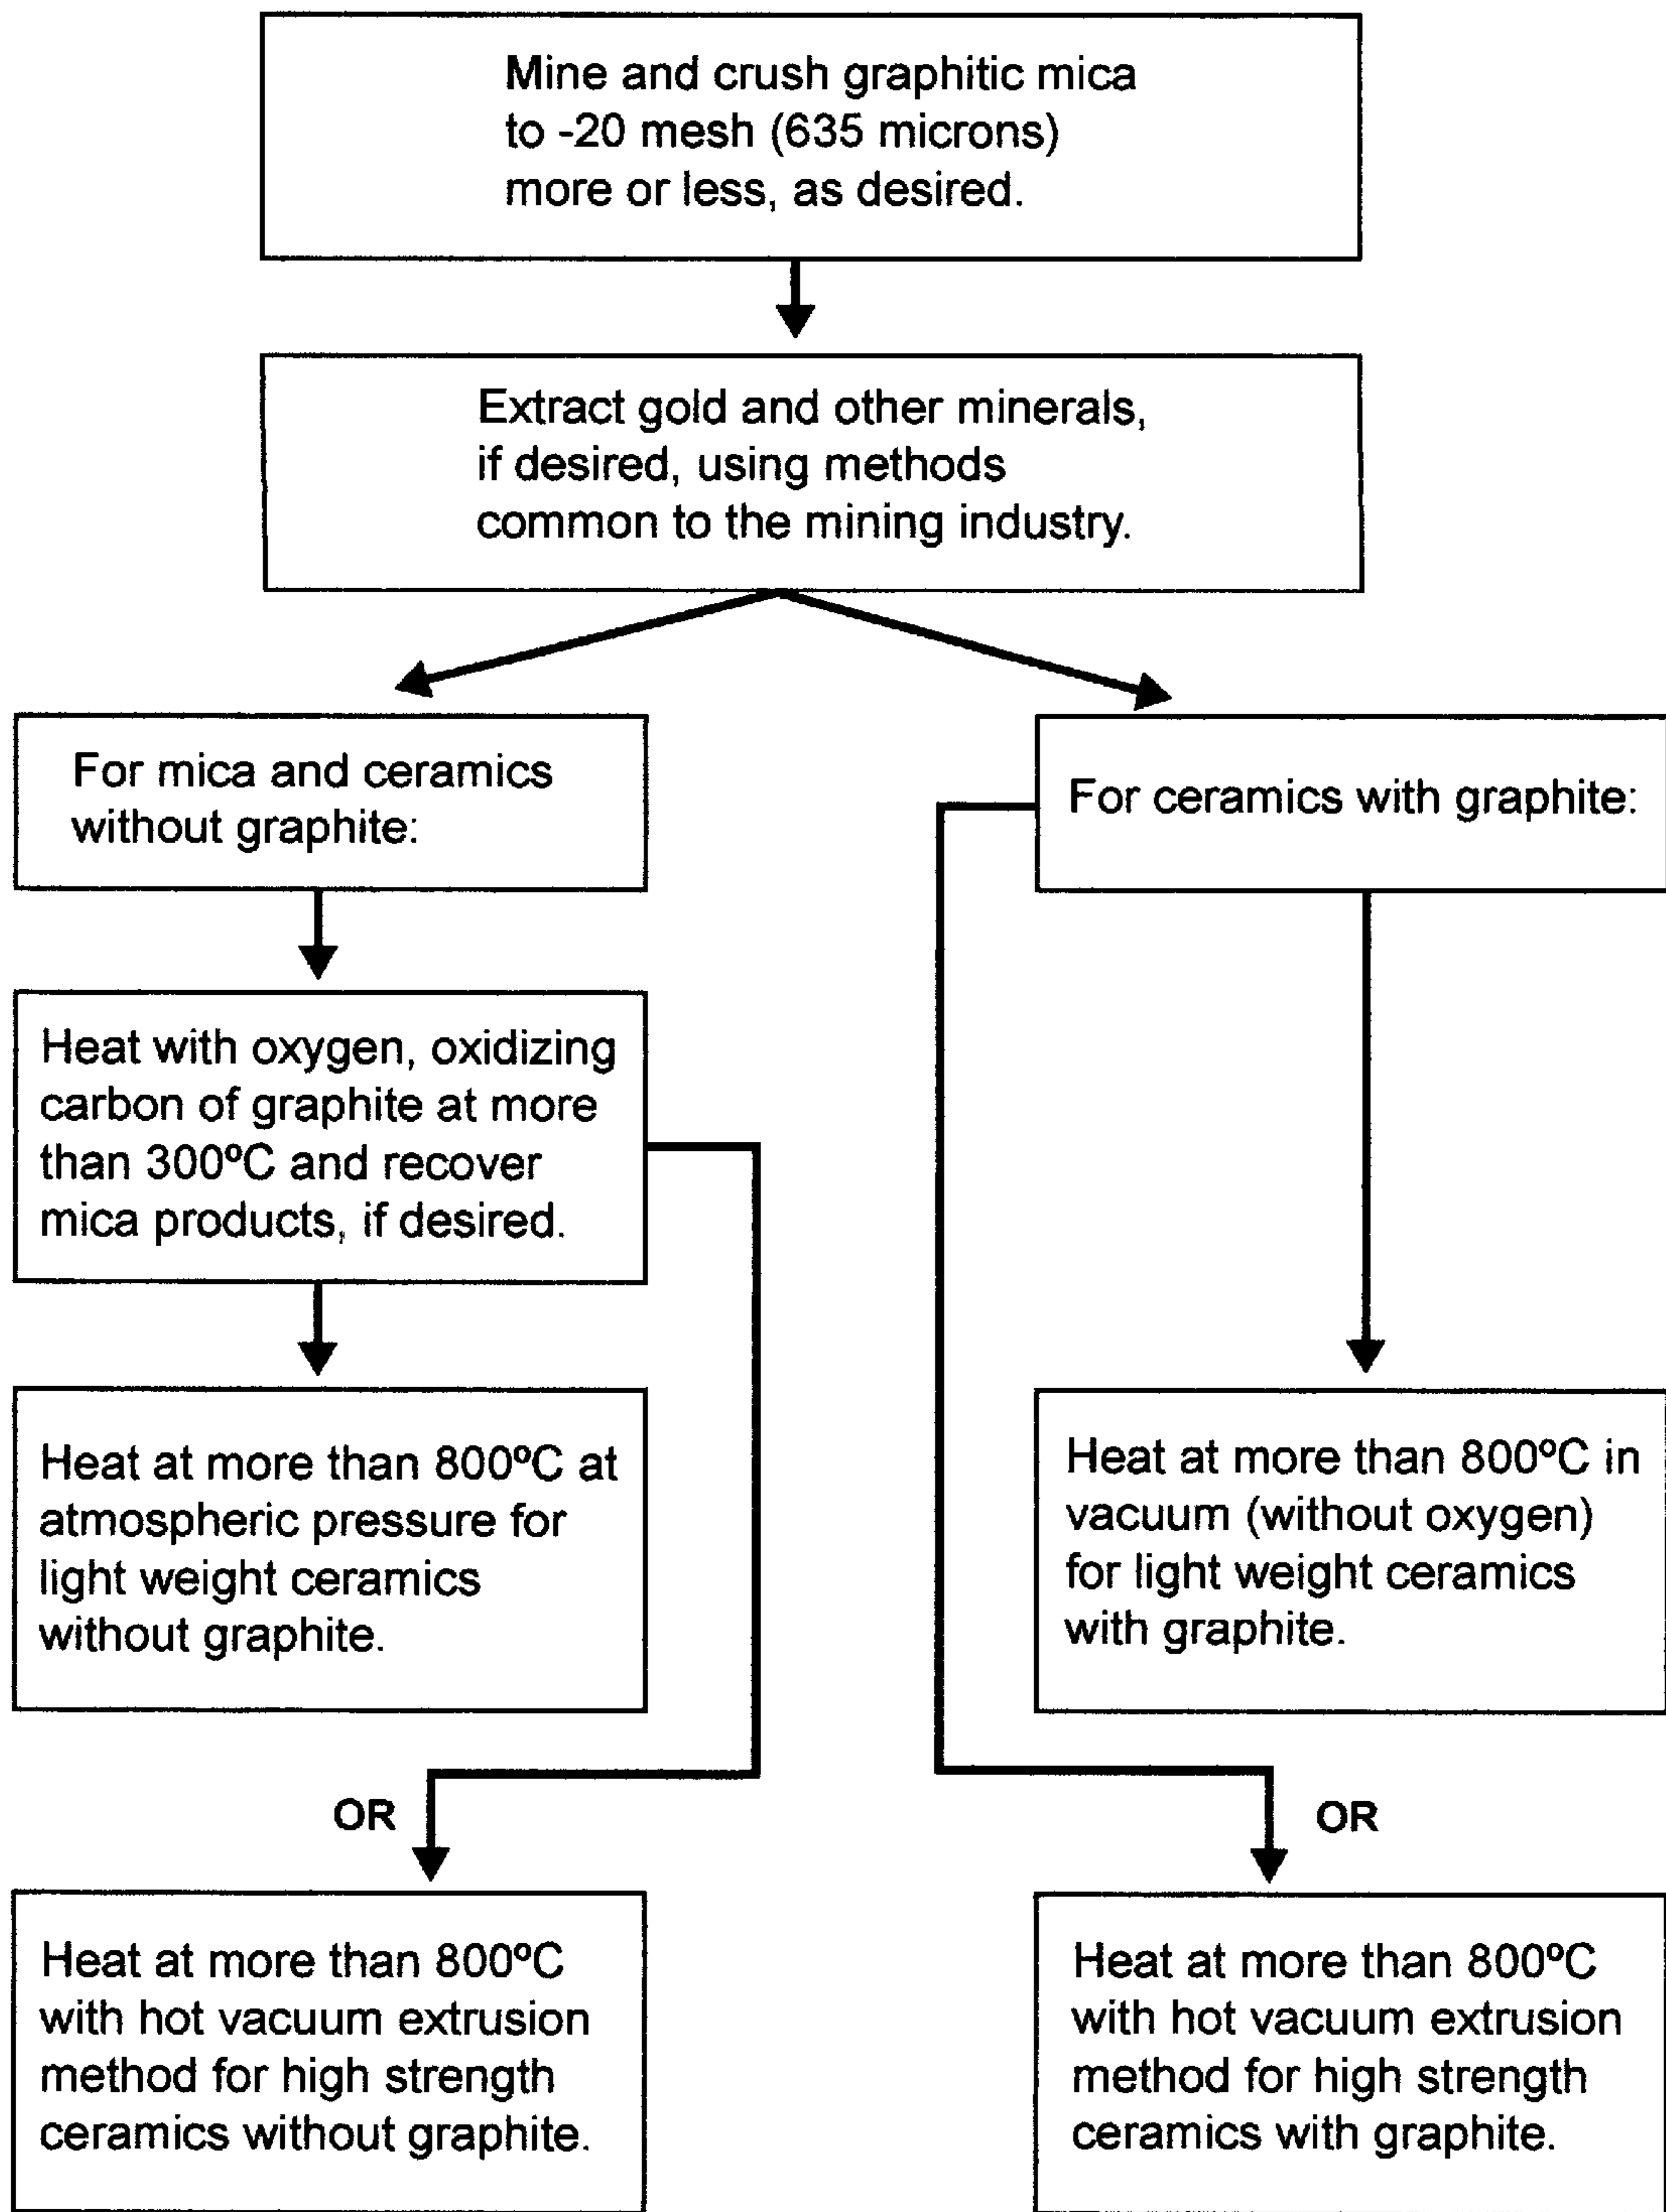 Mine and crush graphitic mica
to -20 mesh (635 microns)
more or less, as desired.
Extract gold and other minerals,
if desired, using methods
common to the mining industry.
For mica and ceramics
without graphite:
For ceramics with graphite:
Heat with oxygen, oxidizing
carbon of graphite at more
than 300ºC and recover
mica products, if desired.
Heat at more than 800ºC at
atmospheric pressure for
light weight ceramics
without graphite.
Heat at more than 800ºC in
vacuum (without oxygen)
for light weight ceramics
with graphite.
OR
OR
Heat at more than 800ºC
with hot vacuum extrusion
method for high strength
ceramics without graphite.
Heat at more than 800ºC
with hot vacuum extrusion
method for high strength
ceramics with graphite.